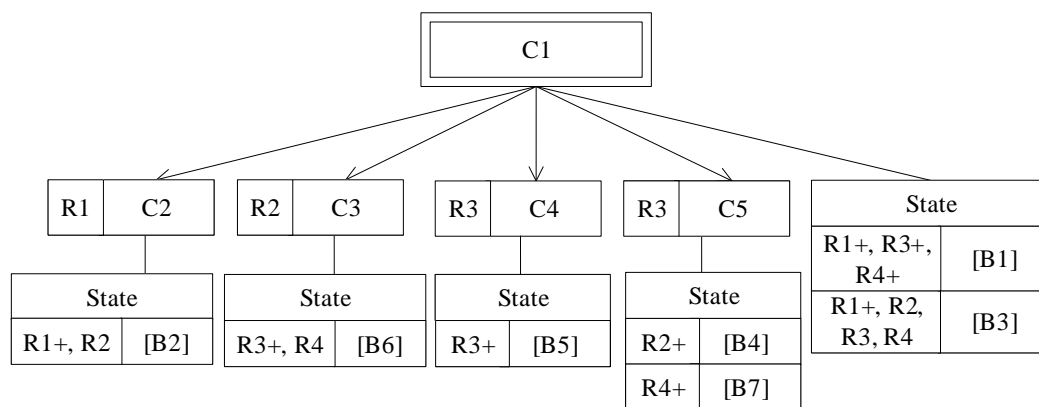 C1
R1 C2
R2 C3
R3 C4
R3 C5
State
R1+, R3+,
R4+
[B1]
R1+, R2,
R3, R4
[B3]
State
R1+, R2 [B2]
State
R3+, R4 [B6]
State
R3+ [B5]
State
R2+ [B4]
R4+ [B7]